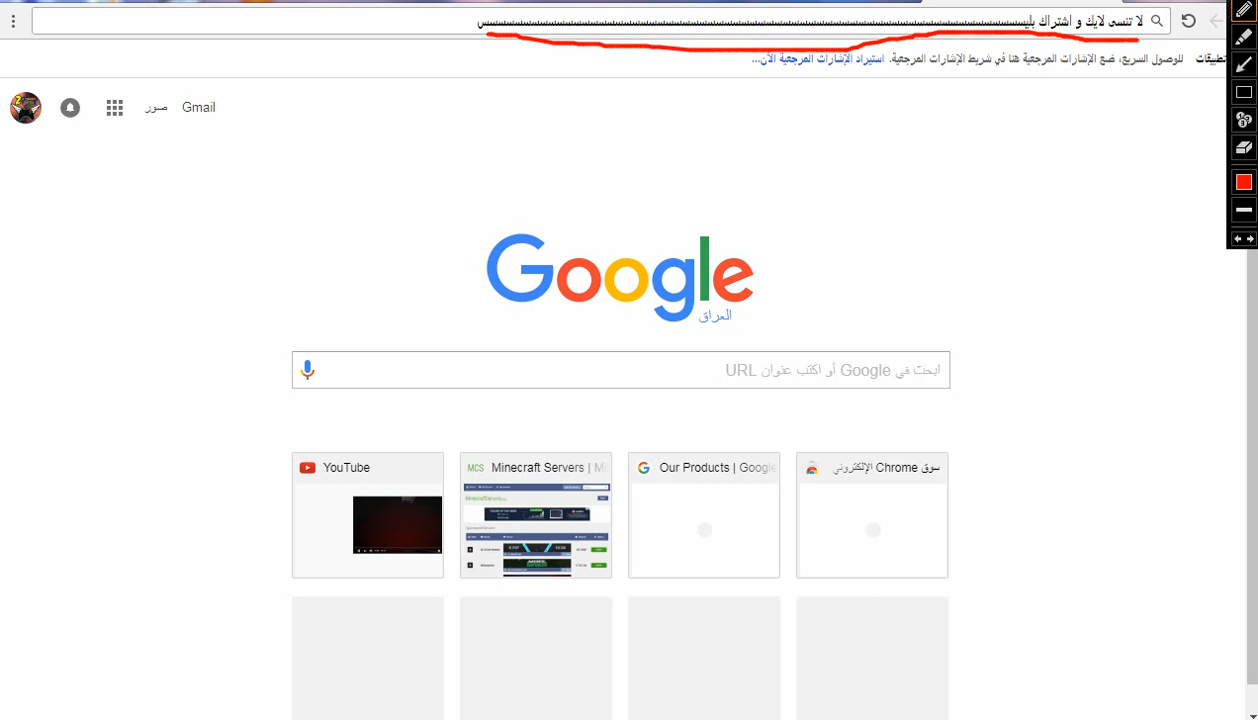 لا تنسى لايك و اشتراك بليسسسسسسسسسسسسسسسسسسسسسسسسسسسسسسسسسسسسسسسسسسسسسسسسسسسسسسسسسسسسسسسسسسسسسسسس
تطبيقات للوصول السريع، ضع الإشارات المرجعية هنا في شريط الإشارات المرجعية. استيراد الإشارات المرجعية الآن...
صور Gmail
Google
العراق
ابحث في Google أو اكتب عنوان URL
YouTube
MCS Minecraft Servers | M
Our Products | Google
سوق Chrome الإلكتروني